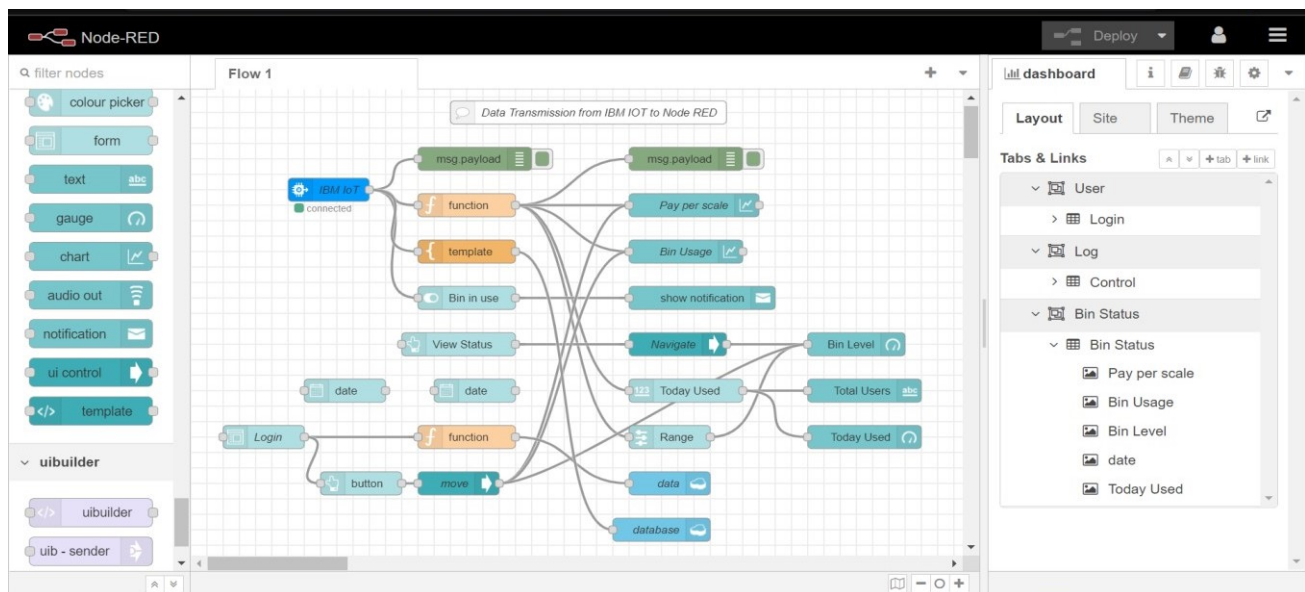 Node-RED
Deploy
filter nodes
colour picker
form
text
abc
gauge
chart
audio out
notification
ui control
template
uibuilder
uibuilder
uib - sender
Flow 1
Data Transmission from IBM IOT to Node RED
msg.payload
msg.payload
IBM IoT
connected
function
Pay per scale
template
Bin Usage
Bin in use
show notification
View Status
Navigate
Bin Level
date
date
123
Today Used
Total Users
abc
Login
function
Range
Today Used
button
move
data
database
dashboard
i
Layout
Site
Theme
Tabs & Links
+ tab
+ link
User
Login
Log
Control
Bin Status
Bin Status
Pay per scale
Bin Usage
Bin Level
date
Today Used